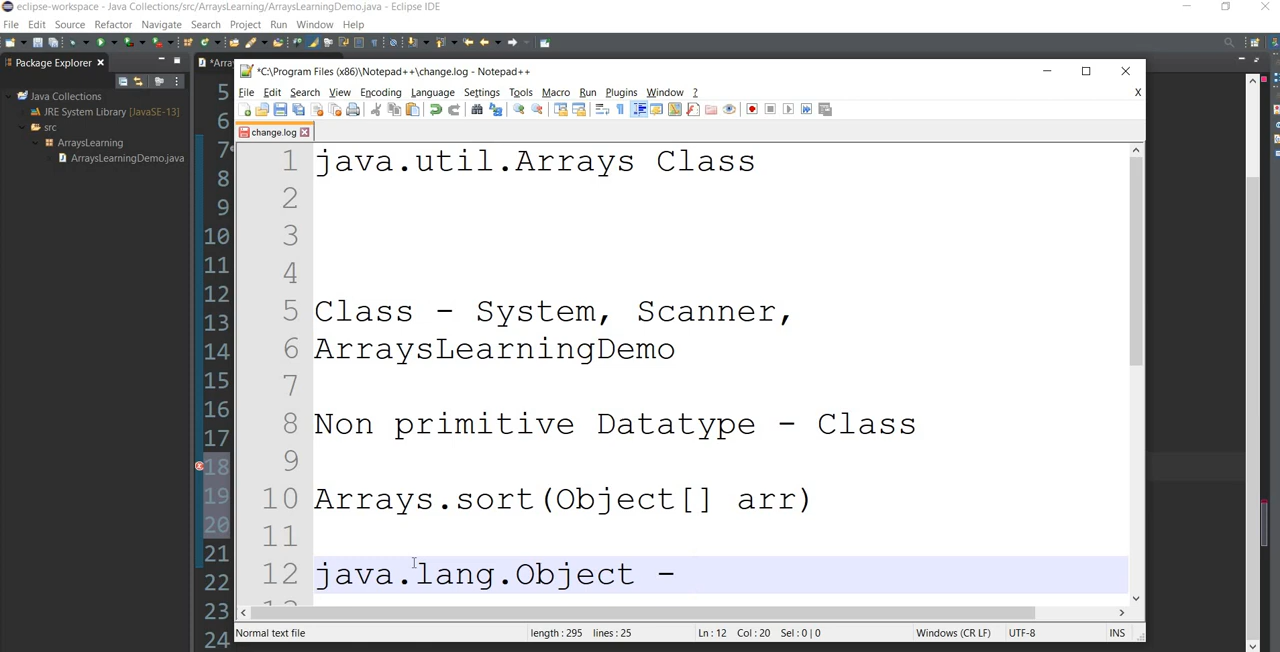 eclipse-workspace - Java Collections/src/ArraysLearning/ArraysLearningDemo.java - Eclipse IDE
File Edit Source Refactor Navigate Search Project Run Window Help
Package Explorer
*Arra
Java Collections
JRE System Library [JavaSE-13]
src
ArraysLearning
ArraysLearningDemo.java
5
6
7
8
9
10
11
12
13
14
15
16
17
18
19
20
21
22
23
24
*C:\Program Files (x86)\Notepad++\change.log - Notepad++
File Edit Search View Encoding Language Settings Tools Macro Run Plugins Window ? X
change.log
1 java.util.Arrays Class
2
3
4
5 Class - System, Scanner,
6 ArraysLearningDemo
7
8 Non primitive Datatype - Class
9
10 Arrays.sort(Object[] arr)
11
12 java.lang.Object -
Normal text file length : 295 lines : 25 Ln : 12 Col : 20 Sel : 0 | 0 Windows (CR LF) UTF-8 INS